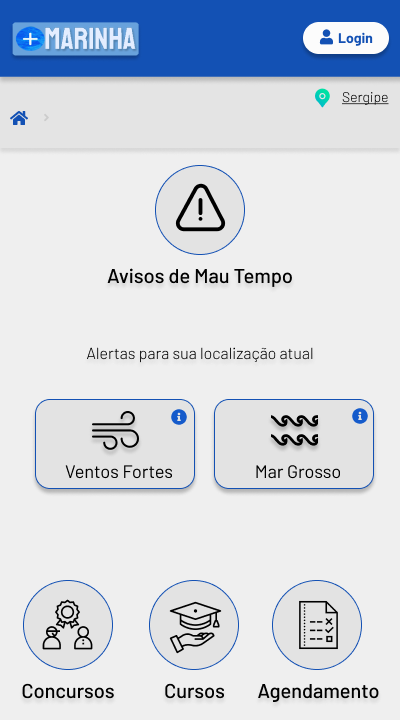 MARINHA
Login
Sergipe
Avisos de Mau Tempo
Alertas para sua localização atual
Ventos Fortes
Mar Grosso
Concursos
Cursos
Agendamento